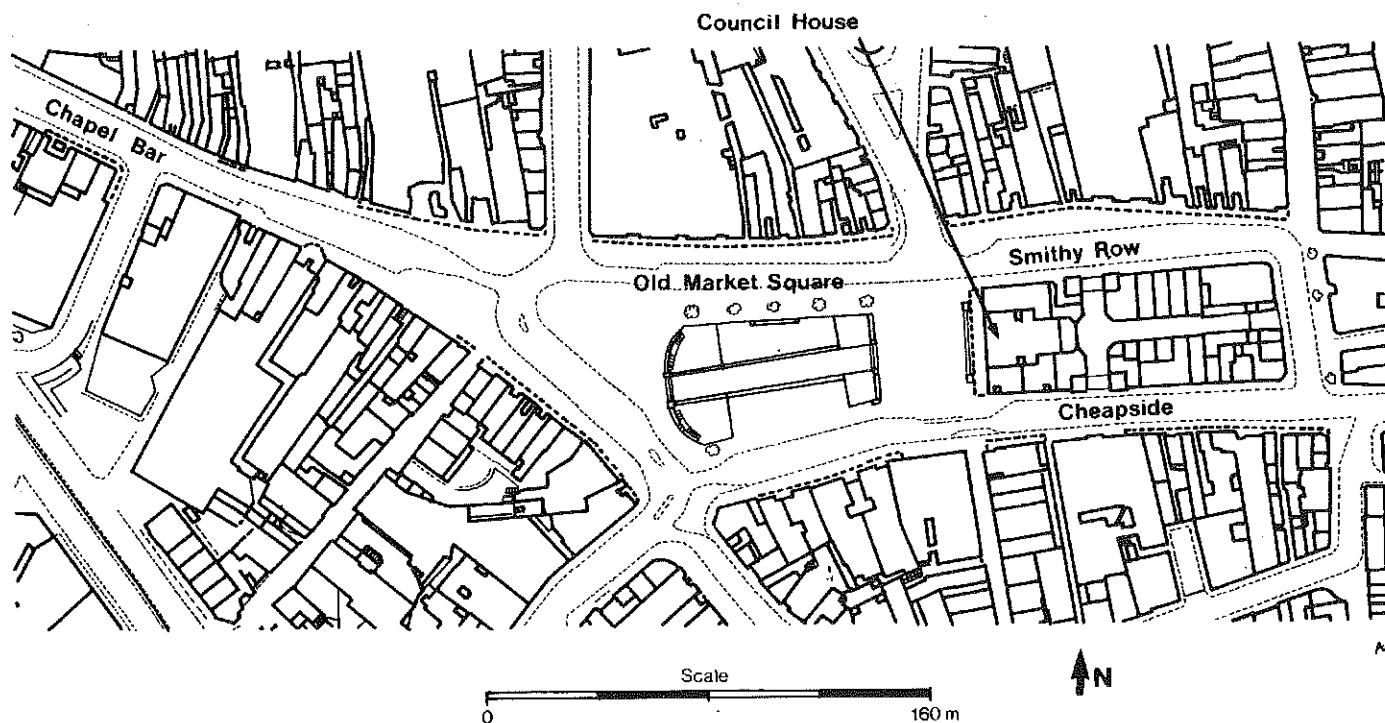 Council House
Chapel Bar
Smithy Row
Old Market Square
Cheapside
Scale
0 160 m
N